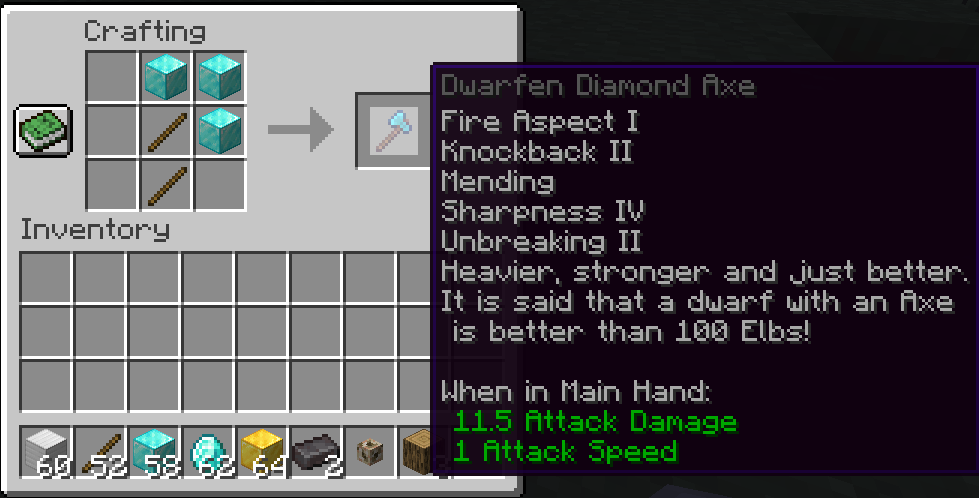 Crafting
Dwarfen Diamond Axe
Fire Aspect I
Knockback II
Mending
Sharpness IV
Unbreaking II
Heavier, stronger and just better.
It is said that a dwarf with an Axe
is better than 100 Elbs!
When in Main Hand:
11.5 Attack Damage
1 Attack Speed
Inventory
60 52 58 62 64 2